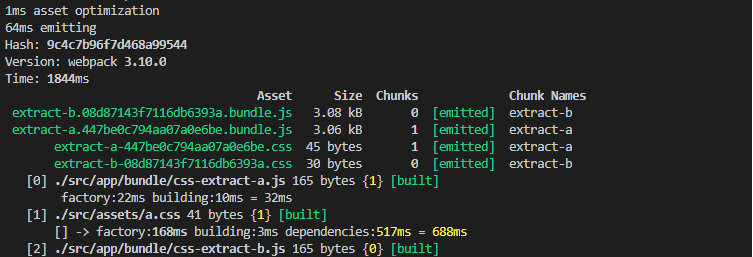 1ms asset optimization
64ms emitting
Hash: 9c4c7b96f7d468a99544
Version: webpack 3.10.0
Time: 1844ms
Asset Size Chunks Chunk Names
extract-b.08d87143f7116db6393a.bundle.js 3.08 kB 0 [emitted] extract-b
extract-a.447be0c794aa07a0e6be.bundle.js 3.06 kB 1 [emitted] extract-a
extract-a-447be0c794aa07a0e6be.css 45 bytes 1 [emitted] extract-a
extract-b-08d87143f7116db6393a.css 30 bytes 0 [emitted] extract-b
[0] ./src/app/bundle/css-extract-a.js 165 bytes {1} [built]
factory:22ms building:10ms = 32ms
[1] ./src/assets/a.css 41 bytes {1} [built]
[] -> factory:168ms building:3ms dependencies:517ms = 688ms
[2] ./src/app/bundle/css-extract-b.js 165 bytes {0} [built]